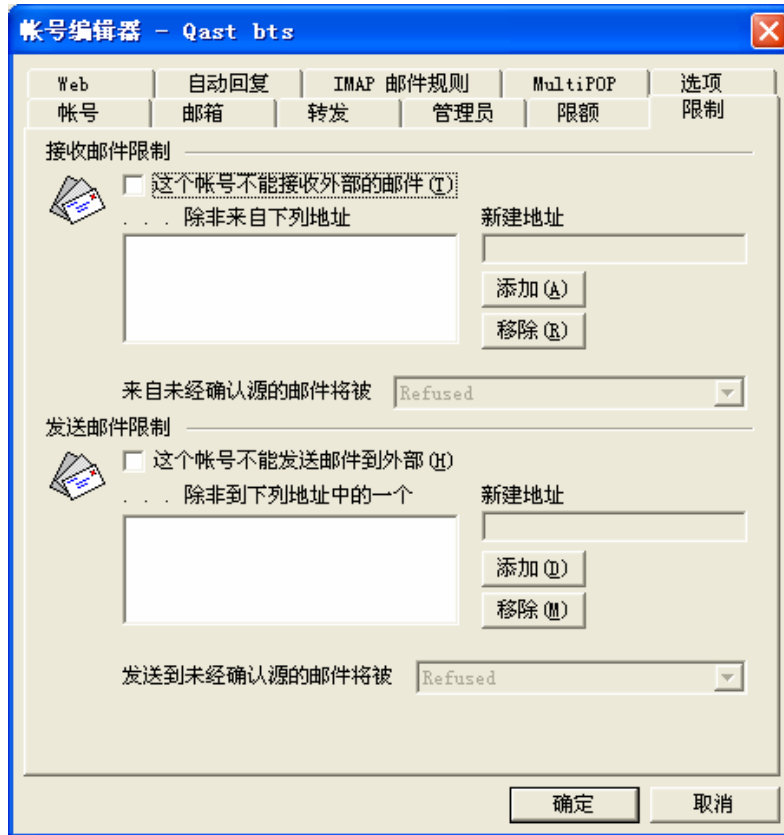 帐号编辑器 - Qast bts
Web 自动回复 IMAP 邮件规则 MultiPOP 选项
帐号 邮箱 转发 管理员 限额 限制
接收邮件限制
这个帐号不能接收外部的邮件(T)
. . . 除非来自下列地址 新建地址
添加(A)
移除(R)
来自未经确认源的邮件将被 Refused
发送邮件限制
这个帐号不能发送邮件到外部(H)
. . . 除非到下列地址中的一个 新建地址
添加(D)
移除(M)
发送到未经确认源的邮件将被 Refused
确定 取消